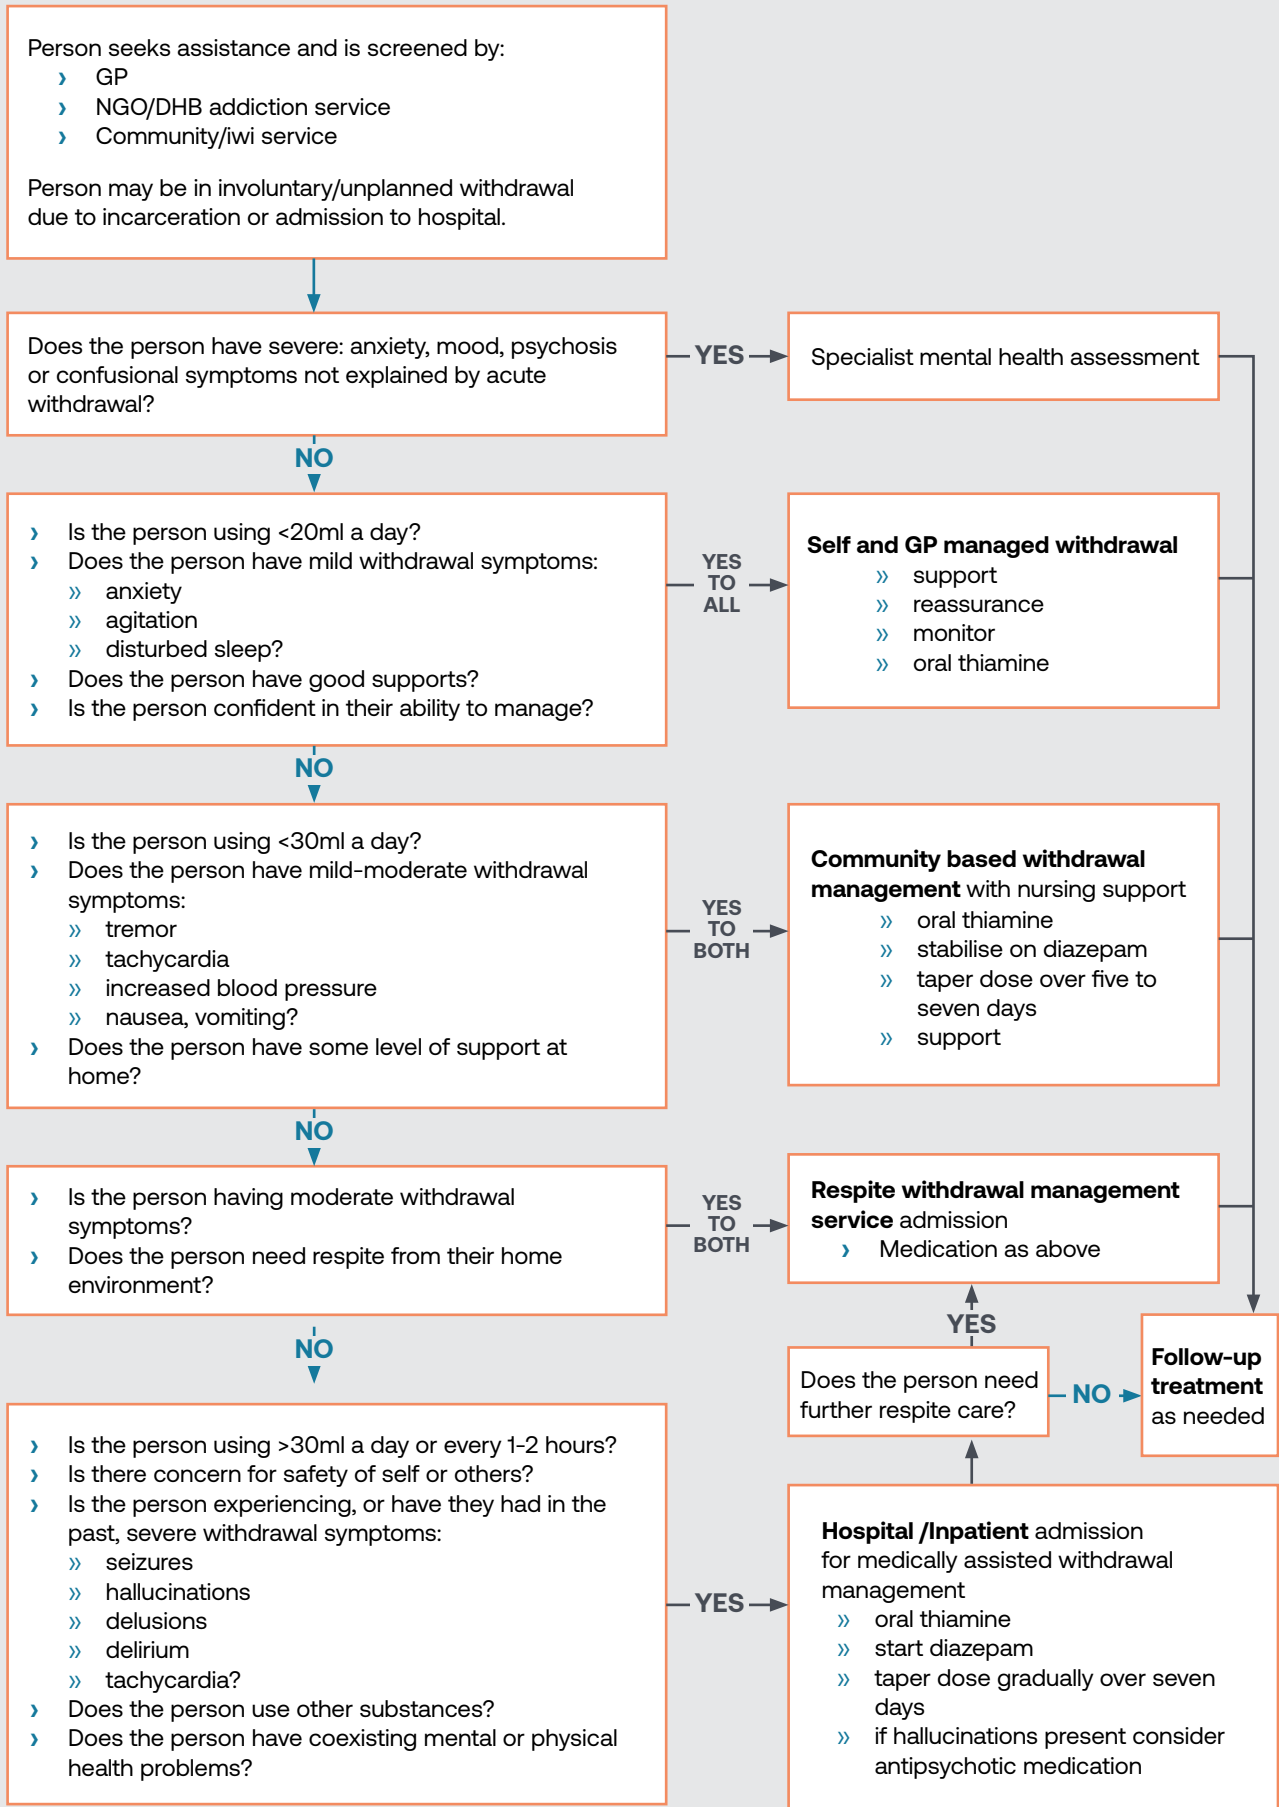 Person seeks assistance and is screened by:
› GP
› NGO/DHB addiction service
› Community/iwi service
Person may be in involuntary/unplanned withdrawal
due to incarceration or admission to hospital.
Does the person have severe: anxiety, mood, psychosis
or confusional symptoms not explained by acute
withdrawal?
YES
Specialist mental health assessment
NO
› Is the person using <20ml a day?
› Does the person have mild withdrawal symptoms:
» anxiety
» agitation
» disturbed sleep?
› Does the person have good supports?
› Is the person confident in their ability to manage?
YES
TO
ALL
Self and GP managed withdrawal
» support
» reassurance
» monitor
» oral thiamine
NO
› Is the person using <30ml a day?
› Does the person have mild-moderate withdrawal
symptoms:
» tremor
» tachycardia
» increased blood pressure
» nausea, vomiting?
› Does the person have some level of support at
home?
YES
TO
BOTH
Community based withdrawal
management with nursing support
» oral thiamine
» stabilise on diazepam
» taper dose over five to
seven days
» support
NO
› Is the person having moderate withdrawal
symptoms?
› Does the person need respite from their home
environment?
YES
TO
BOTH
Respite withdrawal management
service admission
› Medication as above
YES
Does the person need
further respite care?
NO
Follow-up
treatment
as needed
NO
› Is the person using >30ml a day or every 1-2 hours?
› Is there concern for safety of self or others?
› Is the person experiencing, or have they had in the
past, severe withdrawal symptoms:
» seizures
» hallucinations
» delusions
» delirium
» tachycardia?
› Does the person use other substances?
› Does the person have coexisting mental or physical
health problems?
YES
Hospital /Inpatient admission
for medically assisted withdrawal
management
» oral thiamine
» start diazepam
» taper dose gradually over seven
days
» if hallucinations present consider
antipsychotic medication